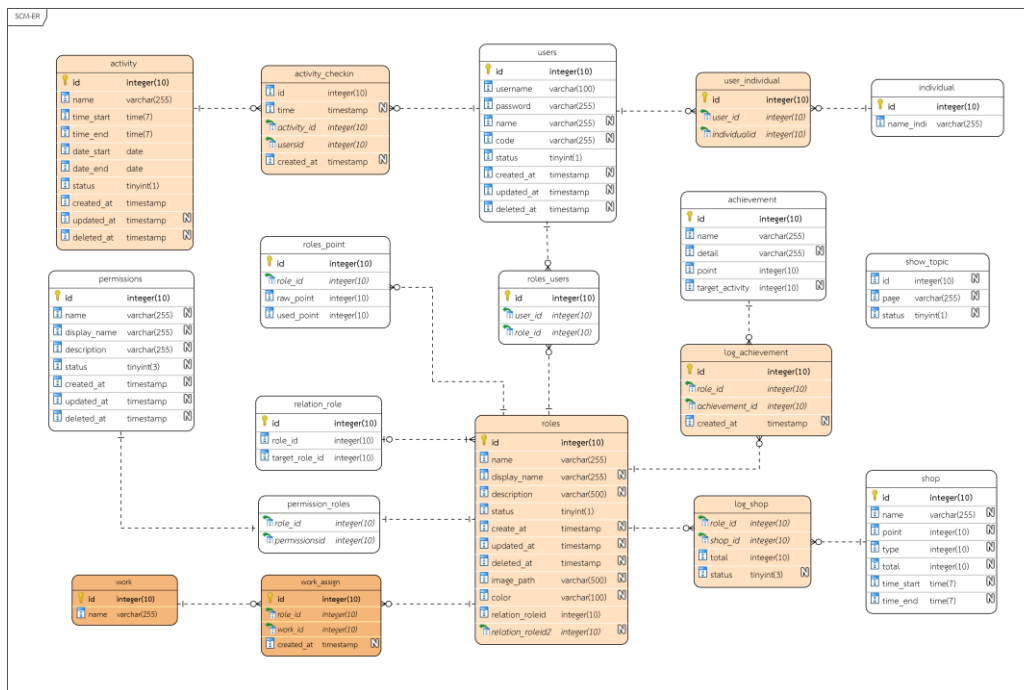 SCM-ER
activity
id integer(10)
name varchar(255)
time_start time(7)
time_end time(7)
date_start date
date_end date
status tinyint(1)
created_at timestamp
updated_at timestamp N
deleted_at timestamp N
activity_checkin
id integer(10)
time timestamp N
activity_id integer(10)
usersid integer(10)
created_at timestamp N
users
id integer(10)
username varchar(100)
password varchar(255)
name varchar(255) N
code varchar(255) N
status tinyint(1)
created_at timestamp N
updated_at timestamp N
deleted_at timestamp N
user_individual
id integer(10)
user_id integer(10)
individualid integer(10)
individual
id integer(10)
name_indi varchar(255)
achievement
id integer(10)
name varchar(255)
detail varchar(255) N
point integer(10)
target_activity integer(10) N
show_topic
id integer(10) N
page varchar(255) N
status tinyint(1) N
roles_point
id integer(10)
role_id integer(10)
raw_point integer(10)
used_point integer(10)
permissions
id integer(10)
name varchar(255) N
display_name varchar(255) N
description varchar(255) N
status tinyint(3) N
created_at timestamp N
updated_at timestamp N
deleted_at timestamp N
roles_users
id integer(10)
user_id integer(10)
role_id integer(10)
log_achievement
id integer(10)
role_id integer(10)
achievement_id integer(10)
created_at timestamp N
relation_role
id integer(10)
role_id integer(10)
target_role_id integer(10)
roles
id integer(10)
name varchar(255)
display_name varchar(255) N
description varchar(500) N
status tinyint(1)
create_at timestamp N
updated_at timestamp N
deleted_at timestamp N
image_path varchar(500) N
color varchar(100) N
relation_roleid integer(10)
relation_roleid2 integer(10) N
permission_roles
role_id integer(10)
permissionsid integer(10)
log_shop
role_id integer(10)
shop_id integer(10)
total integer(10)
status tinyint(3) N
shop
id integer(10)
name varchar(255) N
point integer(10) N
type integer(10) N
total integer(10) N
time_start time(7) N
time_end time(7) N
work
id integer(10)
name varchar(255)
work_assign
id integer(10)
role_id integer(10)
work_id integer(10)
created_at timestamp N